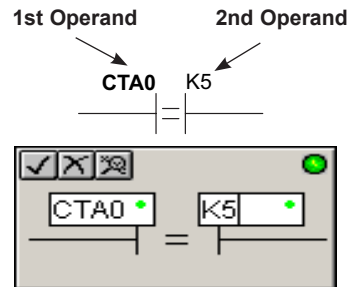 1st Operand 2nd Operand
CTA0 K5
=
CTA0 = K5